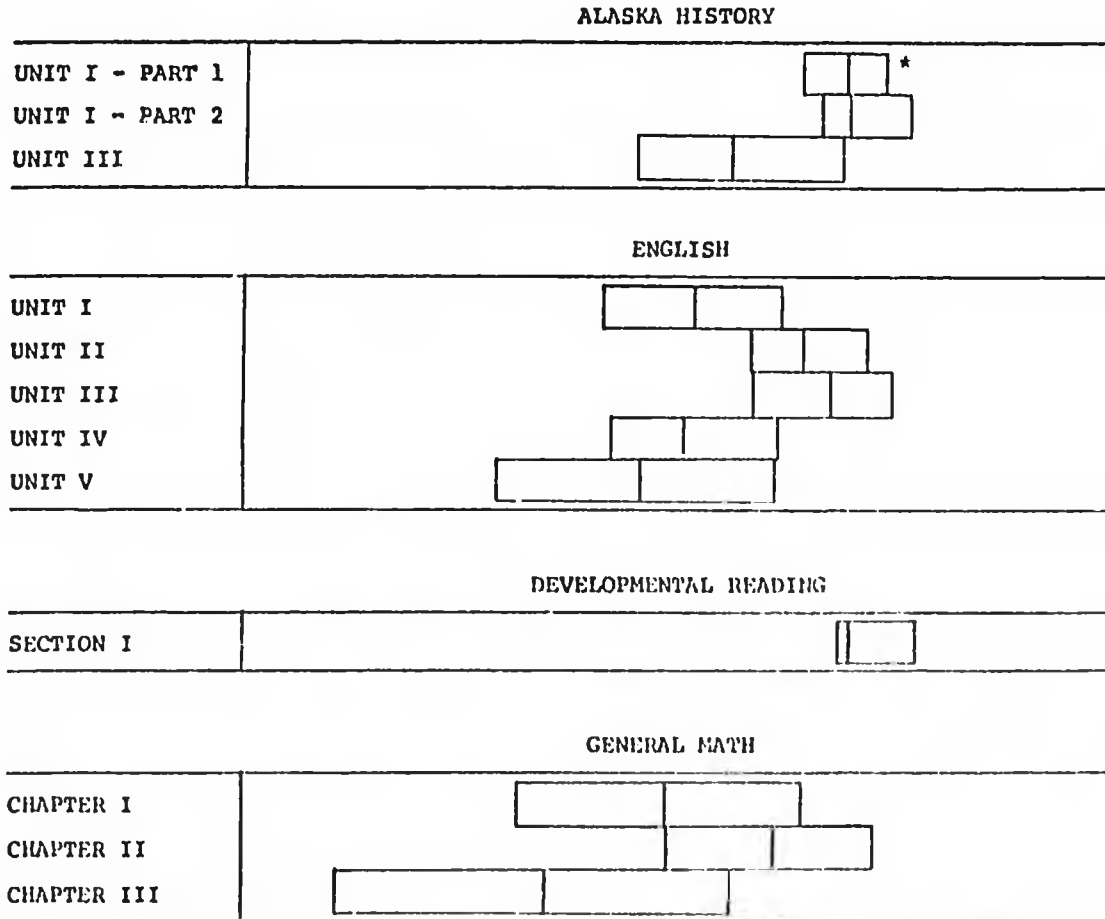 ALASKA HISTORY
UNIT I - PART 1 *
UNIT I - PART 2
UNIT III
ENGLISH
UNIT I
UNIT II
UNIT III
UNIT IV
UNIT V
DEVELOPMENTAL READING
SECTION I
GENERAL MATH
CHAPTER I
CHAPTER II
CHAPTER III